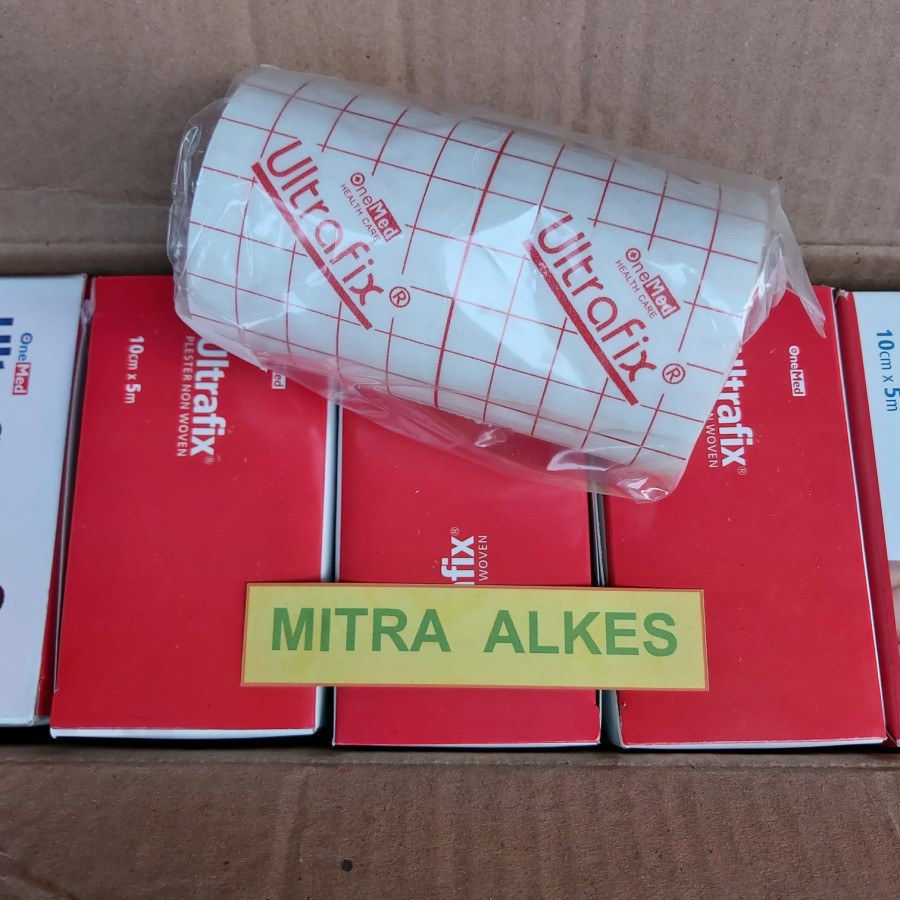 Ultrafix®
OneMed
HEALTH CARE
Ultrafix®
OneMed
HEALTH CARE
OneMed
10cm x 5m
Ultrafix
PLESTER NON WOVEN
WOVEN
Ultrafix®
WOVEN
OneMed
10cm x 5m
MITRA ALKES